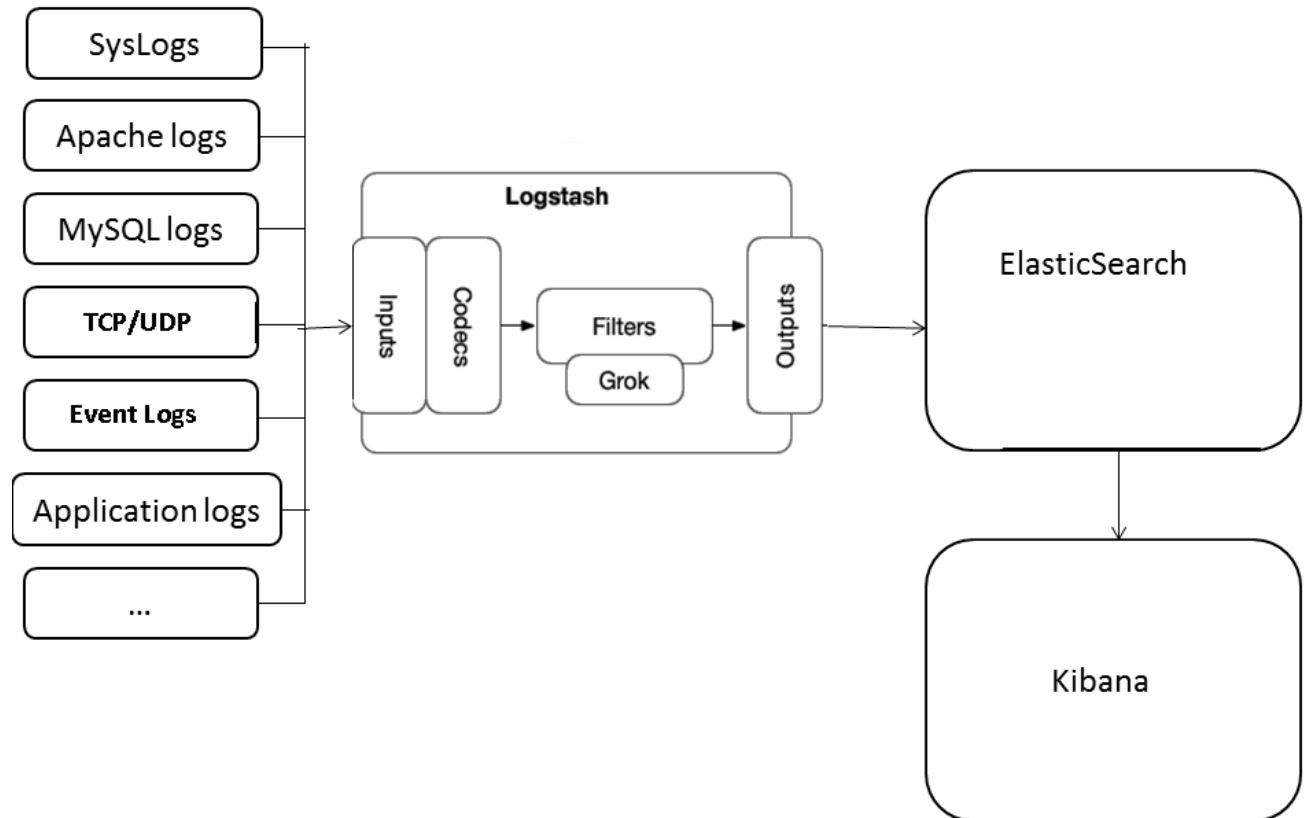 SysLogs
Apache logs
MySQL logs
TCP/UDP
Event Logs
Application logs
...
Logstash
Inputs
Codecs
Filters
Grok
Outputs
ElasticSearch
Kibana